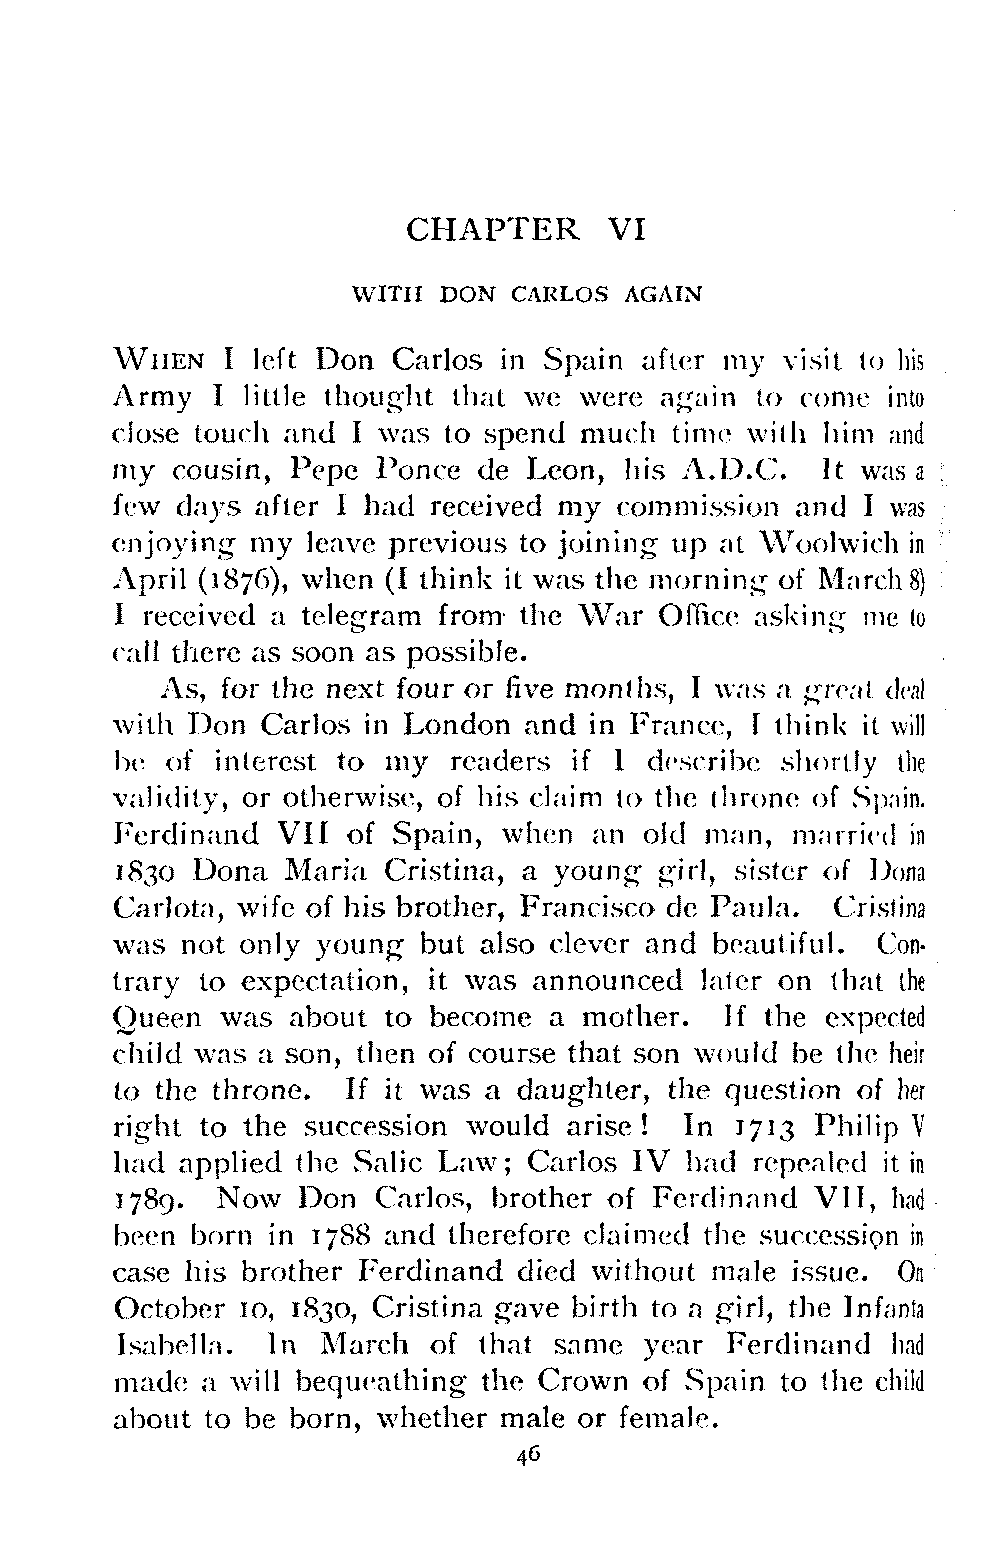 CHAPTER VI
WITH DON CARLOS AGAIN
WHEN I left Don Carlos in Spain after my visit to his
Army I little thought that we were again to come into
close touch and I was to spend much time with him and
my cousin, Pepe Ponce de Leon, his A.D.C. It was a
few days after I had received my commission and I was
enjoying my leave previous to joining up at Woolwich in
April (1876), when (I think it was the morning of March 8)
I received a telegram from the War Office asking me to
call there as soon as possible.
As, for the next four or five months, I was a great deal
with Don Carlos in London and in France, I think it will
be of interest to my readers if I describe shortly the
validity, or otherwise, of his claim to the throne of Spain.
Ferdinand VII of Spain, when an old man, married in
1830 Dona Maria Cristina, a young girl, sister of Dona
Carlota, wife of his brother, Francisco de Paula. Cristina
was not only young but also clever and beautiful. Con-
trary to expectation, it was announced later on that the
Queen was about to become a mother. If the expected
child was a son, then of course that son would be the heir
to the throne. If it was a daughter, the question of her
right to the succession would arise! In 1713 Philip V
had applied the Salic Law; Carlos IV had repealed it in
1789. Now Don Carlos, brother of Ferdinand VII, had
been born in 1788 and therefore claimed the succession in
case his brother Ferdinand died without male issue. On
October 10, 1830, Cristina gave birth to a girl, the Infanta
Isabella. In March of that same year Ferdinand had
made a will bequeathing the Crown of Spain to the child
about to be born, whether male or female.
46